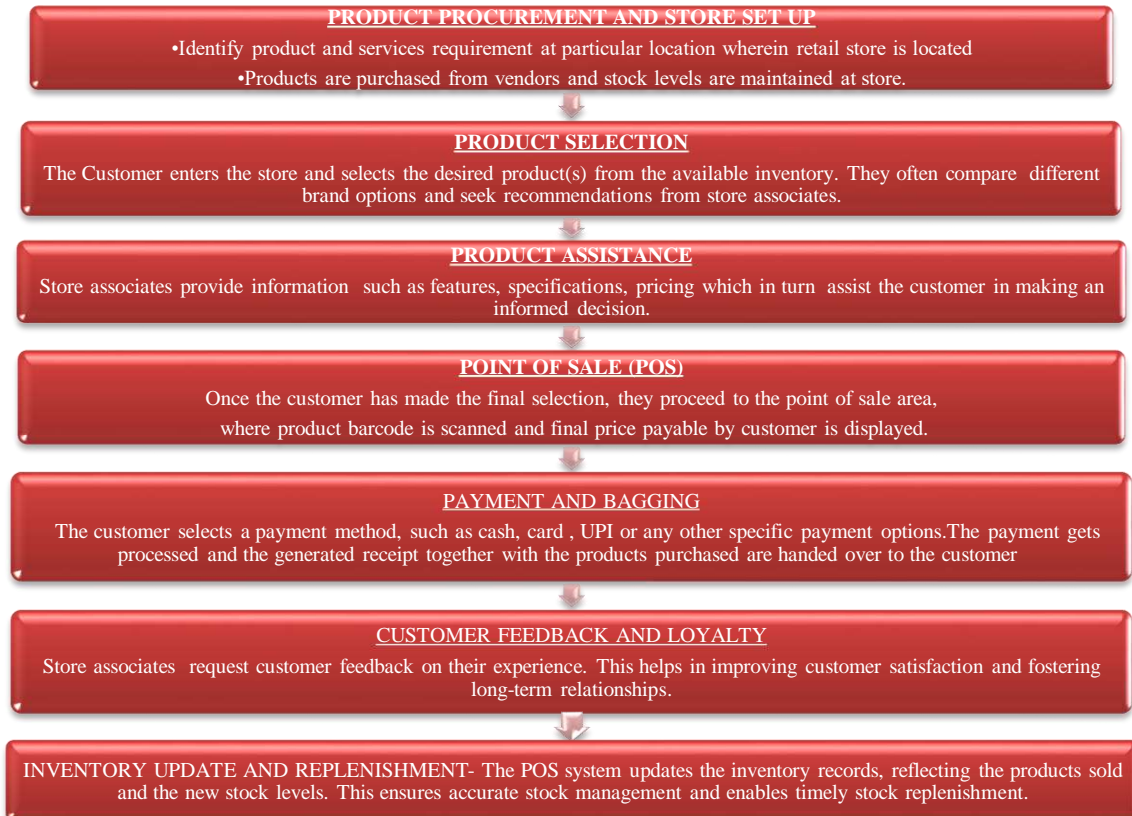 PRODUCT PROCUREMENT AND STORE SET UP
•Identify product and services requirement at particular location wherein retail store is located
•Products are purchased from vendors and stock levels are maintained at store.
PRODUCT SELECTION
The Customer enters the store and selects the desired product(s) from the available inventory. They often compare different
brand options and seek recommendations from store associates.
PRODUCT ASSISTANCE
Store associates provide information such as features, specifications, pricing which in turn assist the customer in making an
informed decision.
POINT OF SALE (POS)
Once the customer has made the final selection, they proceed to the point of sale area,
where product barcode is scanned and final price payable by customer is displayed.
PAYMENT AND BAGGING
The customer selects a payment method, such as cash, card , UPI or any other specific payment options.The payment gets
processed and the generated receipt together with the products purchased are handed over to the customer
CUSTOMER FEEDBACK AND LOYALTY
Store associates request customer feedback on their experience. This helps in improving customer satisfaction and fostering
long-term relationships.
INVENTORY UPDATE AND REPLENISHMENT- The POS system updates the inventory records, reflecting the products sold
and the new stock levels. This ensures accurate stock management and enables timely stock replenishment.